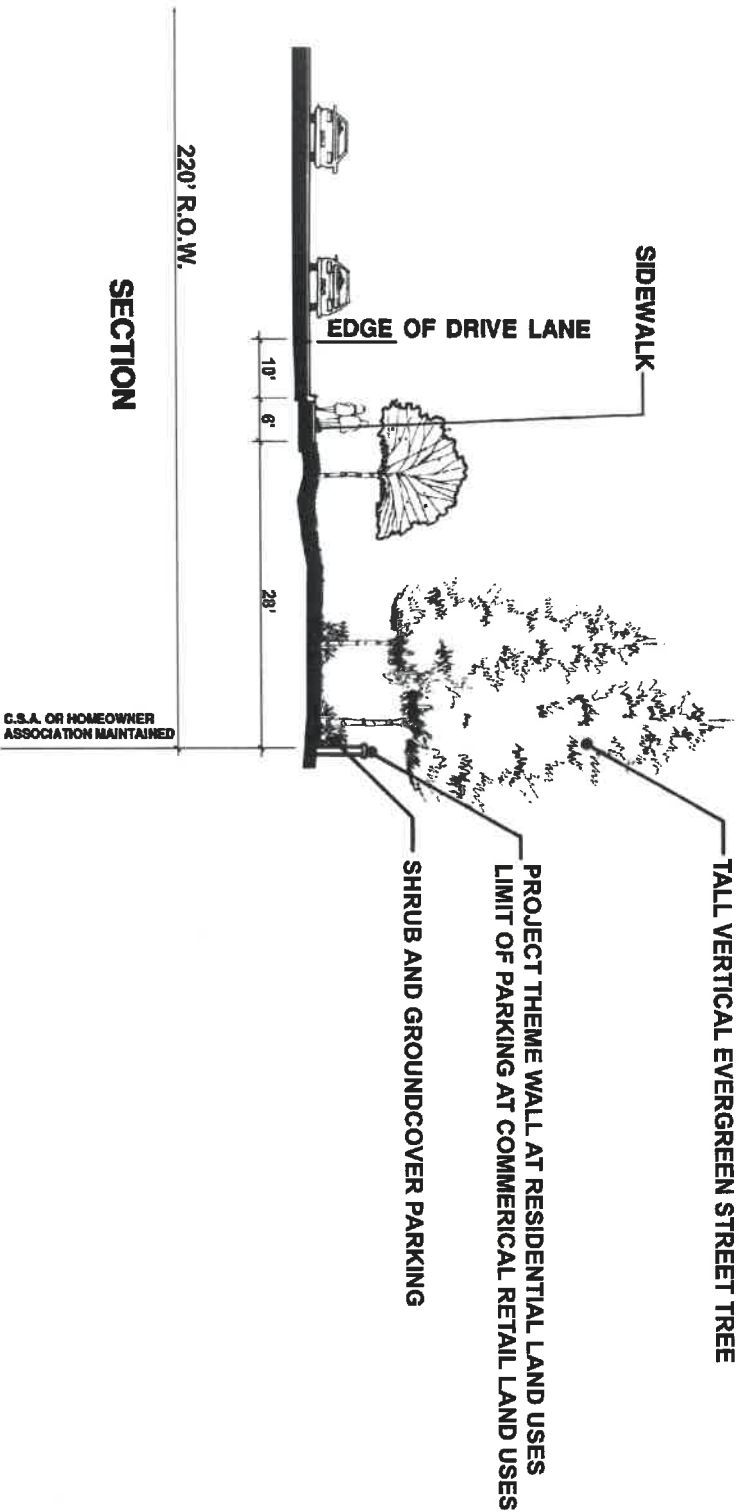 TALL VERTICAL EVERGREEN STREET TREE
SIDEWALK
PROJECT THEME WALL AT RESIDENTIAL LAND USES
LIMIT OF PARKING AT COMMERICAL RETAIL LAND USES
SHRUB AND GROUNDCOVER PARKING
EDGE OF DRIVE LANE
10'
6'
28'
220' R.O.W.
C.S.A. OR HOMEOWNER
ASSOCIATION MAINTAINED
SECTION